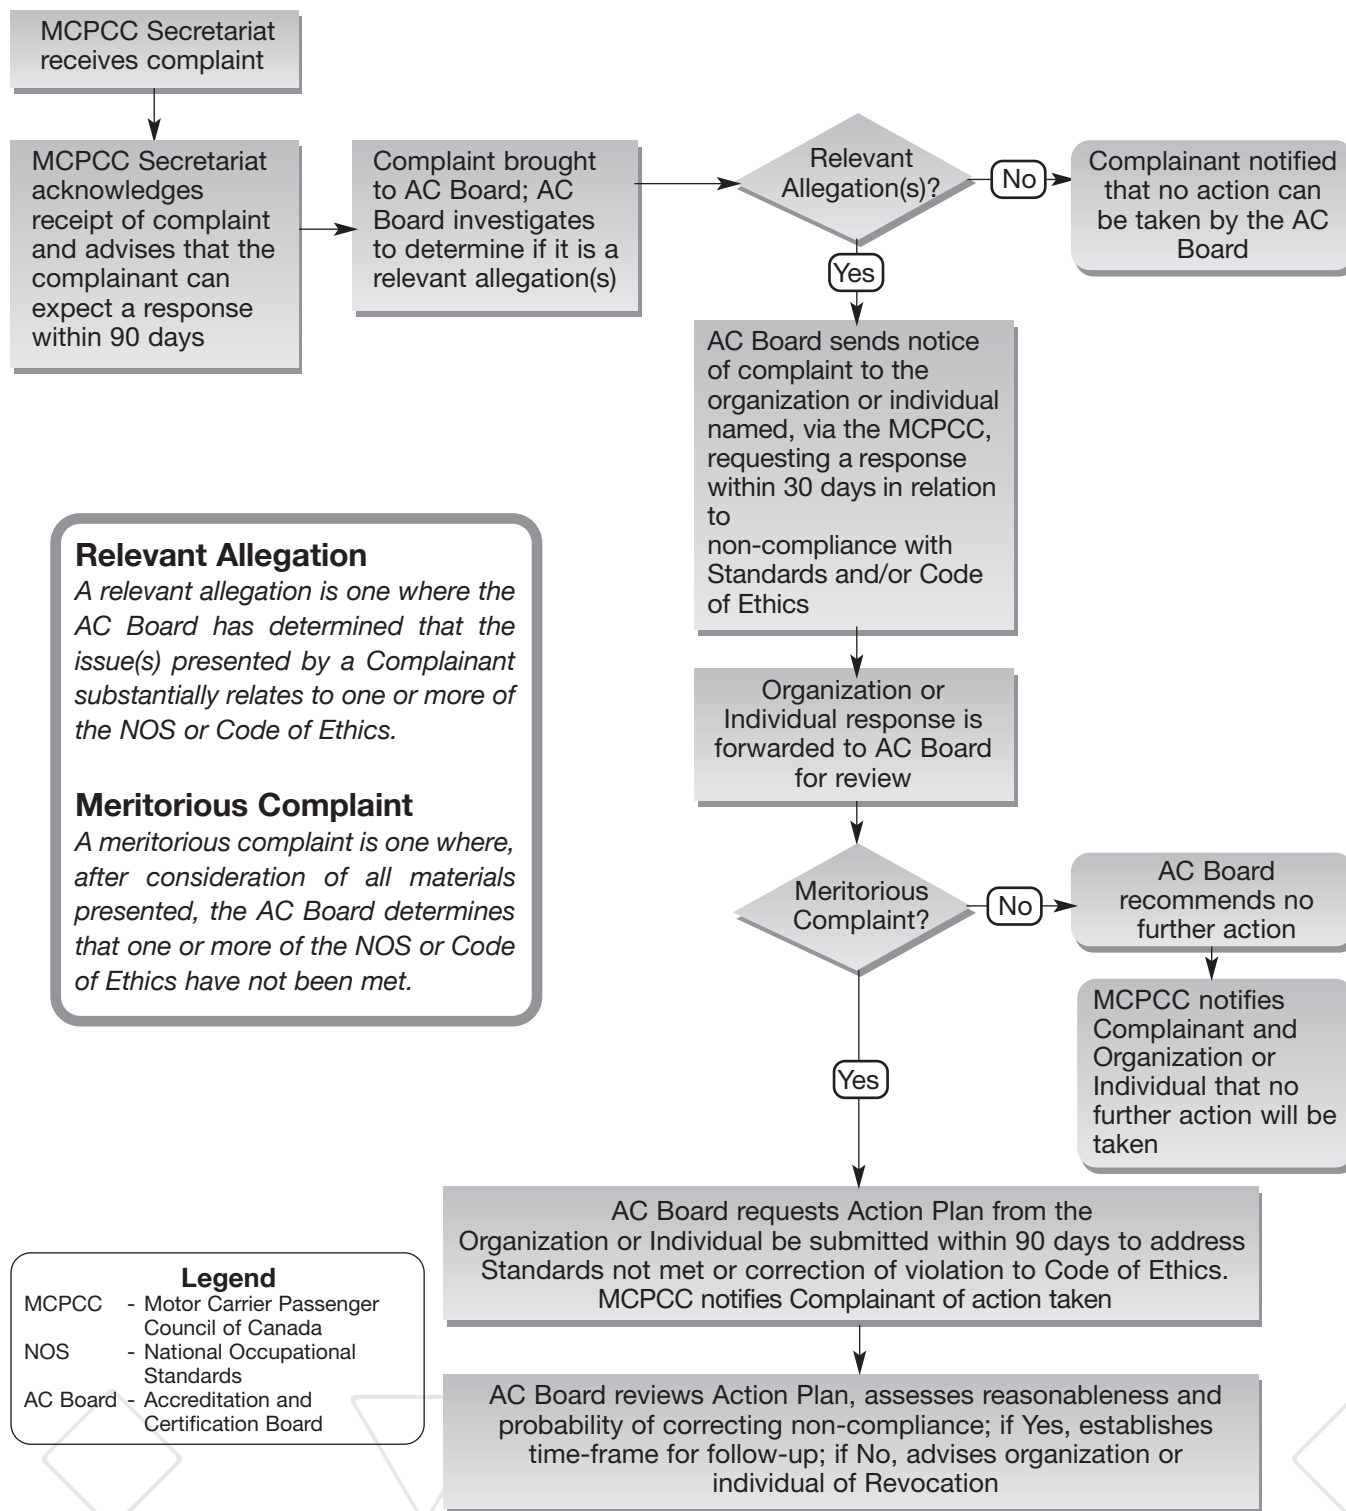 MCPCC Secretariat
receives complaint
MCPCC Secretariat
acknowledges
receipt of complaint
and advises that the
complainant can
expect a response
within 90 days
Complaint brought
to AC Board; AC
Board investigates
to determine if it is a
relevant allegation(s)
Relevant
Allegation(s)?
No
Complainant notified
that no action can
be taken by the AC
Board
Yes
AC Board sends notice
of complaint to the
organization or individual
named, via the MCPCC,
requesting a response
within 30 days in relation
to
non-compliance with
Standards and/or Code
of Ethics
Organization or
Individual response is
forwarded to AC Board
for review
Meritorious
Complaint?
No
AC Board
recommends no
further action
MCPCC notifies
Complainant and
Organization or
Individual that no
further action will be
taken
Yes
AC Board requests Action Plan from the
Organization or Individual be submitted within 90 days to address
Standards not met or correction of violation to Code of Ethics.
MCPCC notifies Complainant of action taken
AC Board reviews Action Plan, assesses reasonableness and
probability of correcting non-compliance; if Yes, establishes
time-frame for follow-up; if No, advises organization or
individual of Revocation
Relevant Allegation
A relevant allegation is one where the
AC Board has determined that the
issue(s) presented by a Complainant
substantially relates to one or more of
the NOS or Code of Ethics.
Meritorious Complaint
A meritorious complaint is one where,
after consideration of all materials
presented, the AC Board determines
that one or more of the NOS or Code
of Ethics have not been met.
Legend
MCPCC - Motor Carrier Passenger
Council of Canada
NOS - National Occupational
Standards
AC Board - Accreditation and
Certification Board